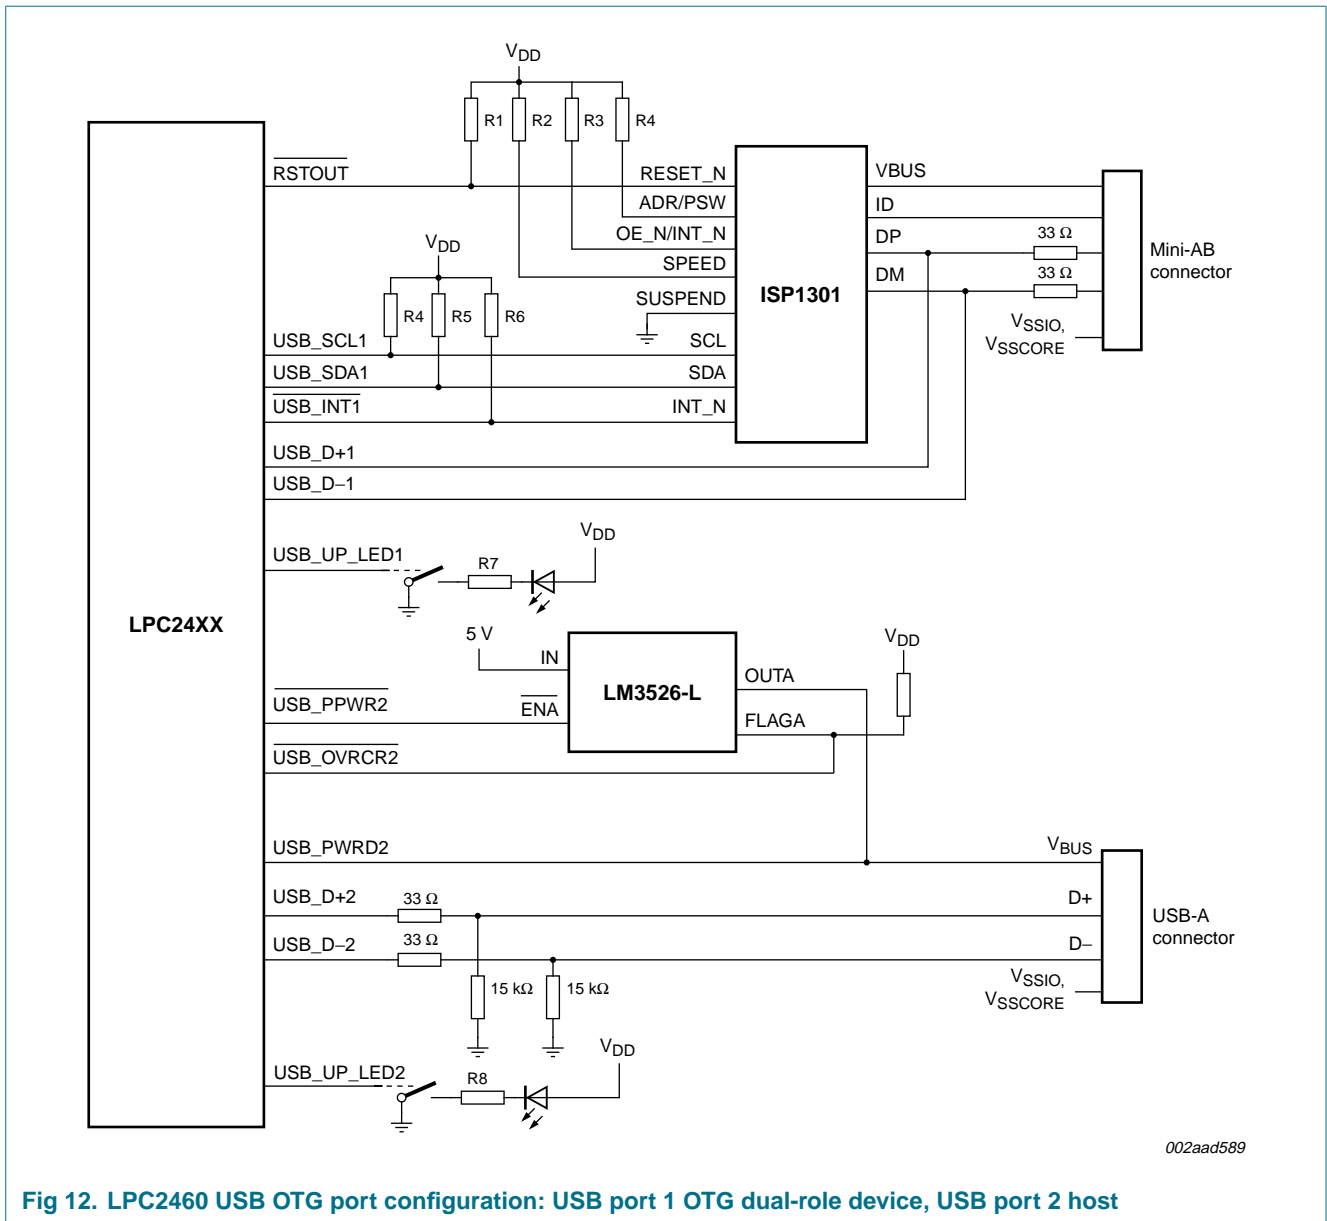 VDD
R1 R2 R3 R4
RSTOUT
RESET_N
ADR/PSW
OE_N/INT_N
SPEED
SUSPEND
VDD
R4 R5 R6
USB_SCL1
SCL
USB_SDA1
SDA
USB_INT1
INT_N
USB_D+1
USB_D−1
ISP1301
VBUS
ID
DP
33 Ω
DM
33 Ω
VSSIO,
VSSCORE
Mini-AB
connector
LPC24XX
USB_UP_LED1
R7
VDD
5 V
IN
LM3526-L
OUTA
VDD
USB_PPWR2
ENA
FLAGA
USB_OVRCR2
USB_PWRD2
VBUS
USB_D+2
33 Ω
D+
USB_D−2
33 Ω
D−
USB-A
connector
15 kΩ 15 kΩ
VSSIO,
VSSCORE
USB_UP_LED2
R8
VDD
002aad589
Fig 12. LPC2460 USB OTG port configuration: USB port 1 OTG dual-role device, USB port 2 host